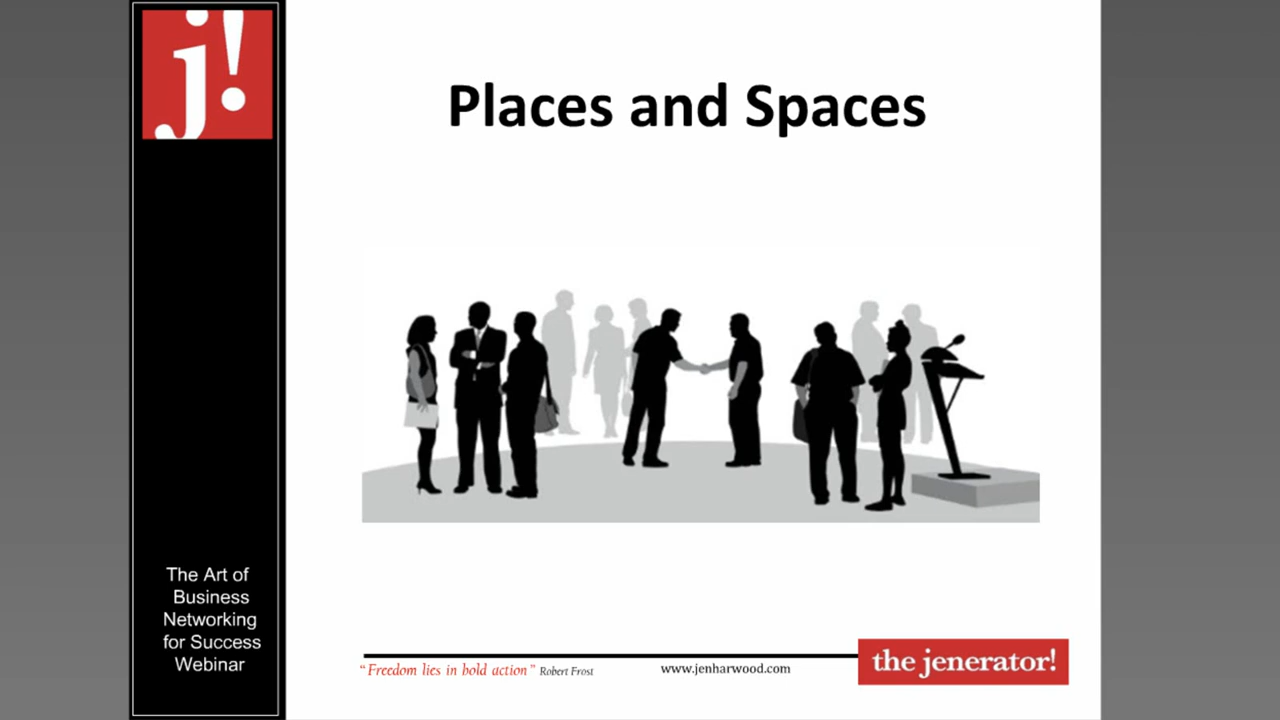 j!
Places and Spaces
The Art of
Business
Networking
for Success
Webinar
“Freedom lies in bold action” Robert Frost
www.jenharwood.com
the jenerator!